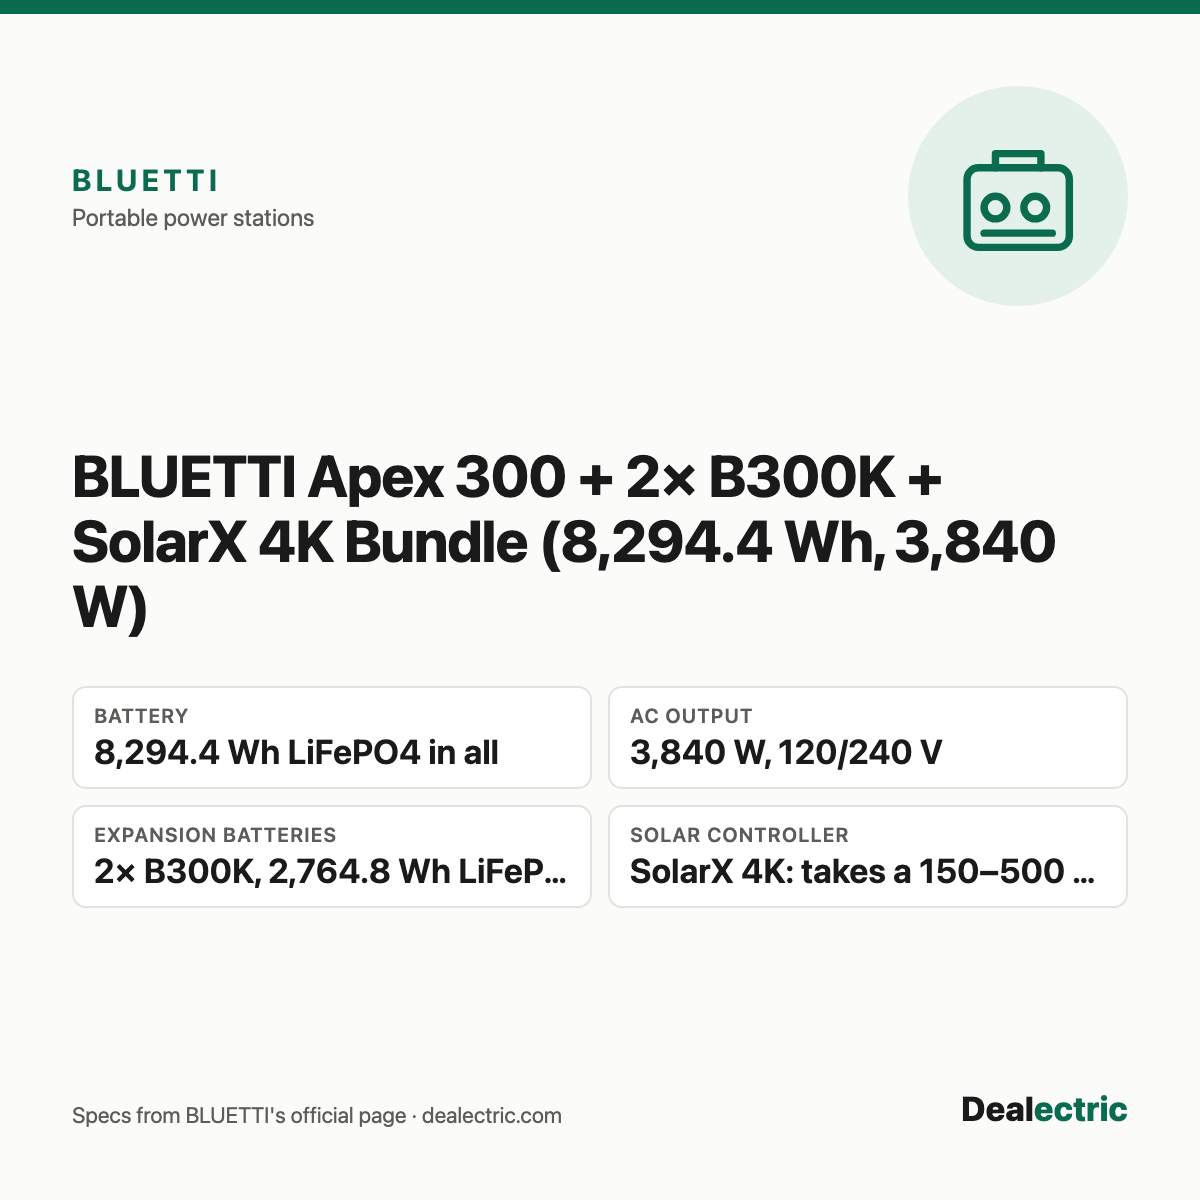 BLUETTI
Portable power stations
BLUETTI Apex 300 + 2× B300K +
SolarX 4K Bundle (8,294.4 Wh, 3,840
W)
BATTERY
8,294.4 Wh LiFePO4 in all
AC OUTPUT
3,840 W, 120/240 V
EXPANSION BATTERIES
2× B300K, 2,764.8 Wh LiFeP...
SOLAR CONTROLLER
SolarX 4K: takes a 150–500 ...
Specs from BLUETTI's official page · dealectric.com
Dealectric